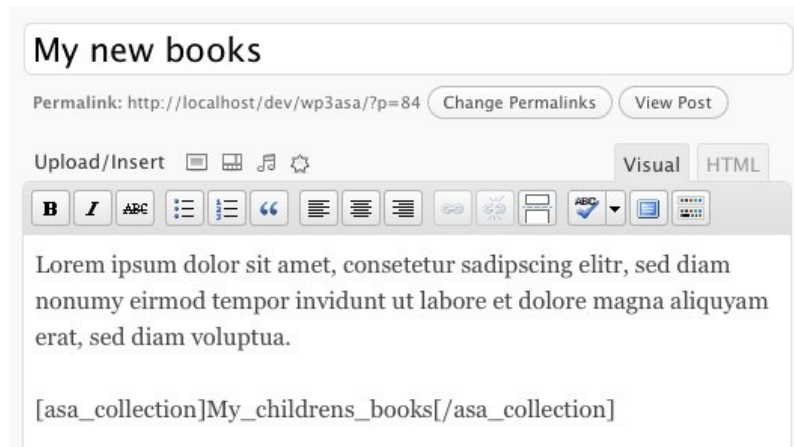 My new books
Permalink: http://localhost/dev/wp3asa/?p=84 Change Permalinks View Post
Upload/Insert Visual HTML
B I ABC ABC
Lorem ipsum dolor sit amet, consetetur sadipscing elitr, sed diam
nonumy eirmod tempor invidunt ut labore et dolore magna aliquyam
erat, sed diam voluptua.
[asa_collection]My_childrens_books[/asa_collection]